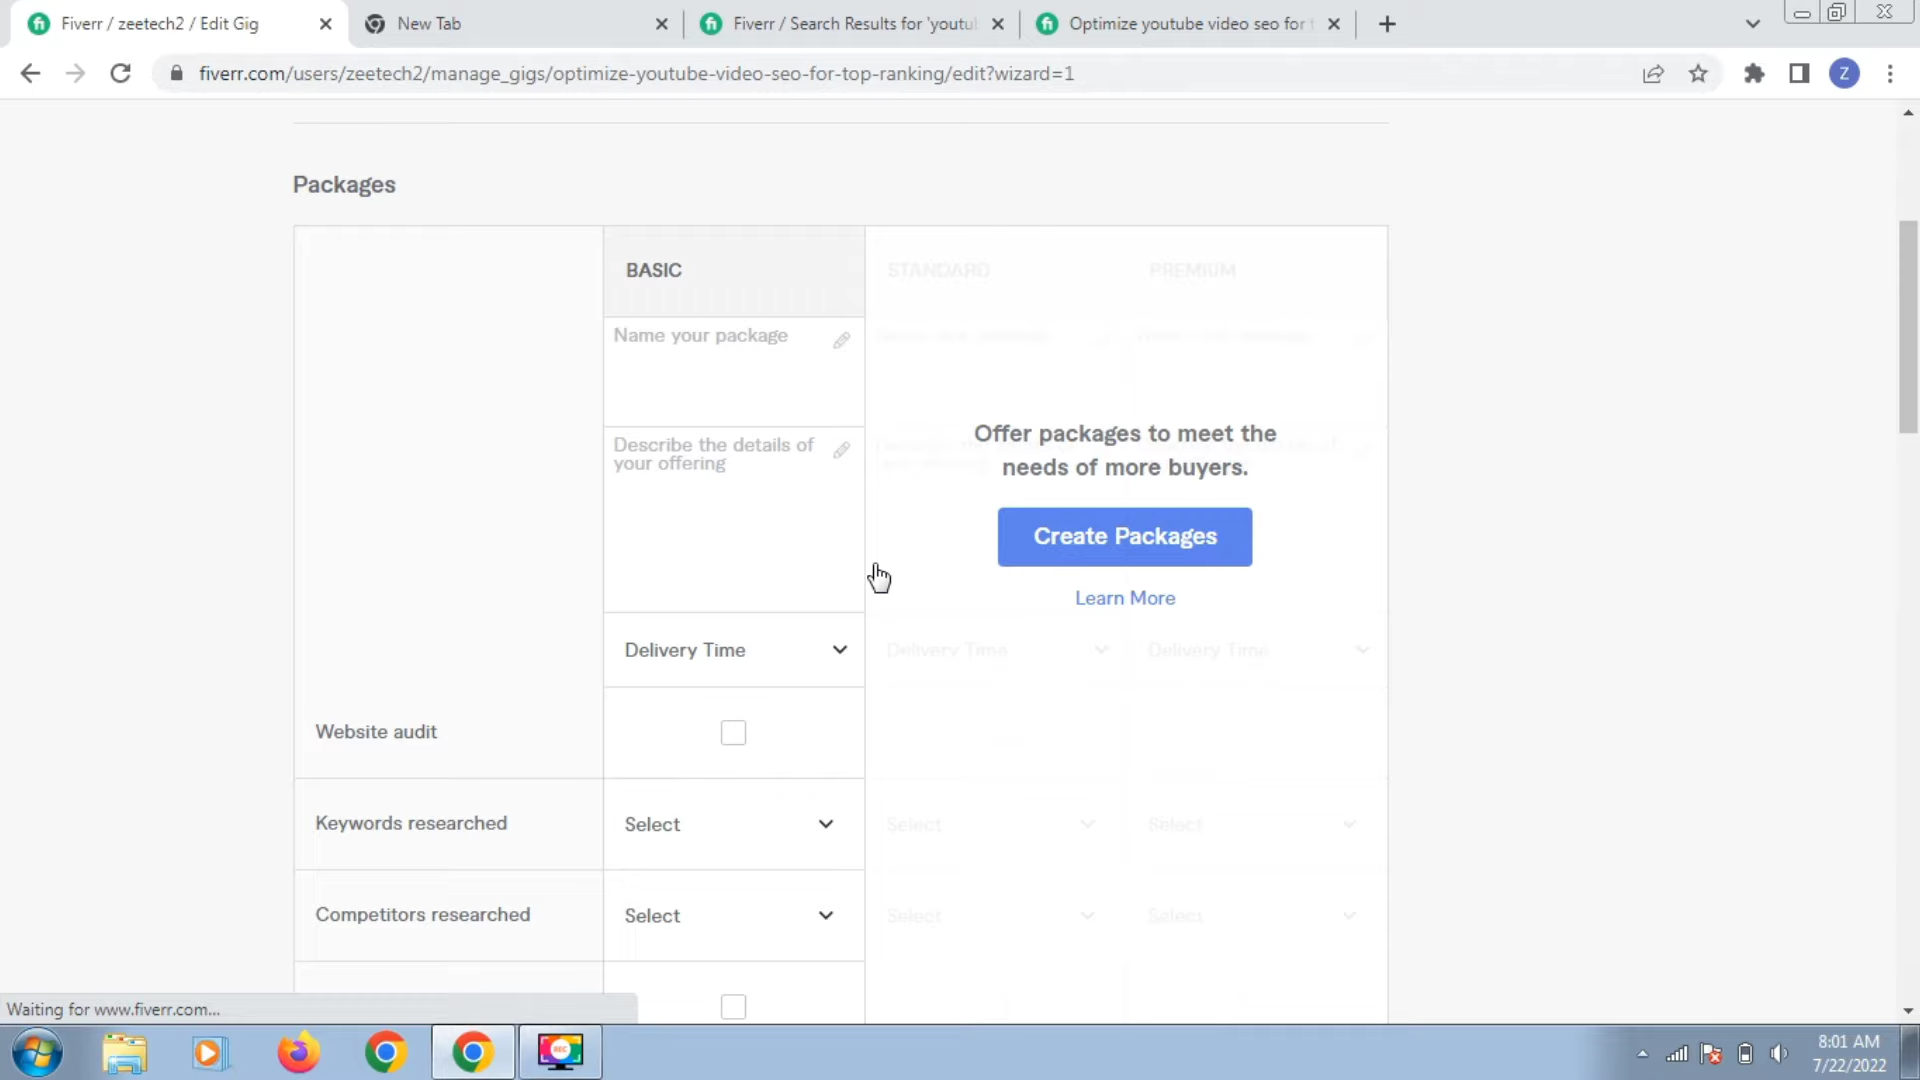 Fiverr / zeetech2 / Edit Gig
New Tab
Fiverr / Search Results for 'youtu
Optimize youtube video seo for
fiverr.com/users/zeetech2/manage_gigs/optimize-youtube-video-seo-for-top-ranking/edit?wizard=1
Z
Packages
BASIC
STANDARD
PREMIUM
Name your package
Describe the details of
your offering
Offer packages to meet the
needs of more buyers.
Create Packages
Learn More
Delivery Time
Delivery Time
Delivery Time
Website audit
Keywords researched
Select
Select
Select
Competitors researched
Select
Select
Select
Waiting for www.fiverr.com...
REC
8:01 AM
7/22/2022